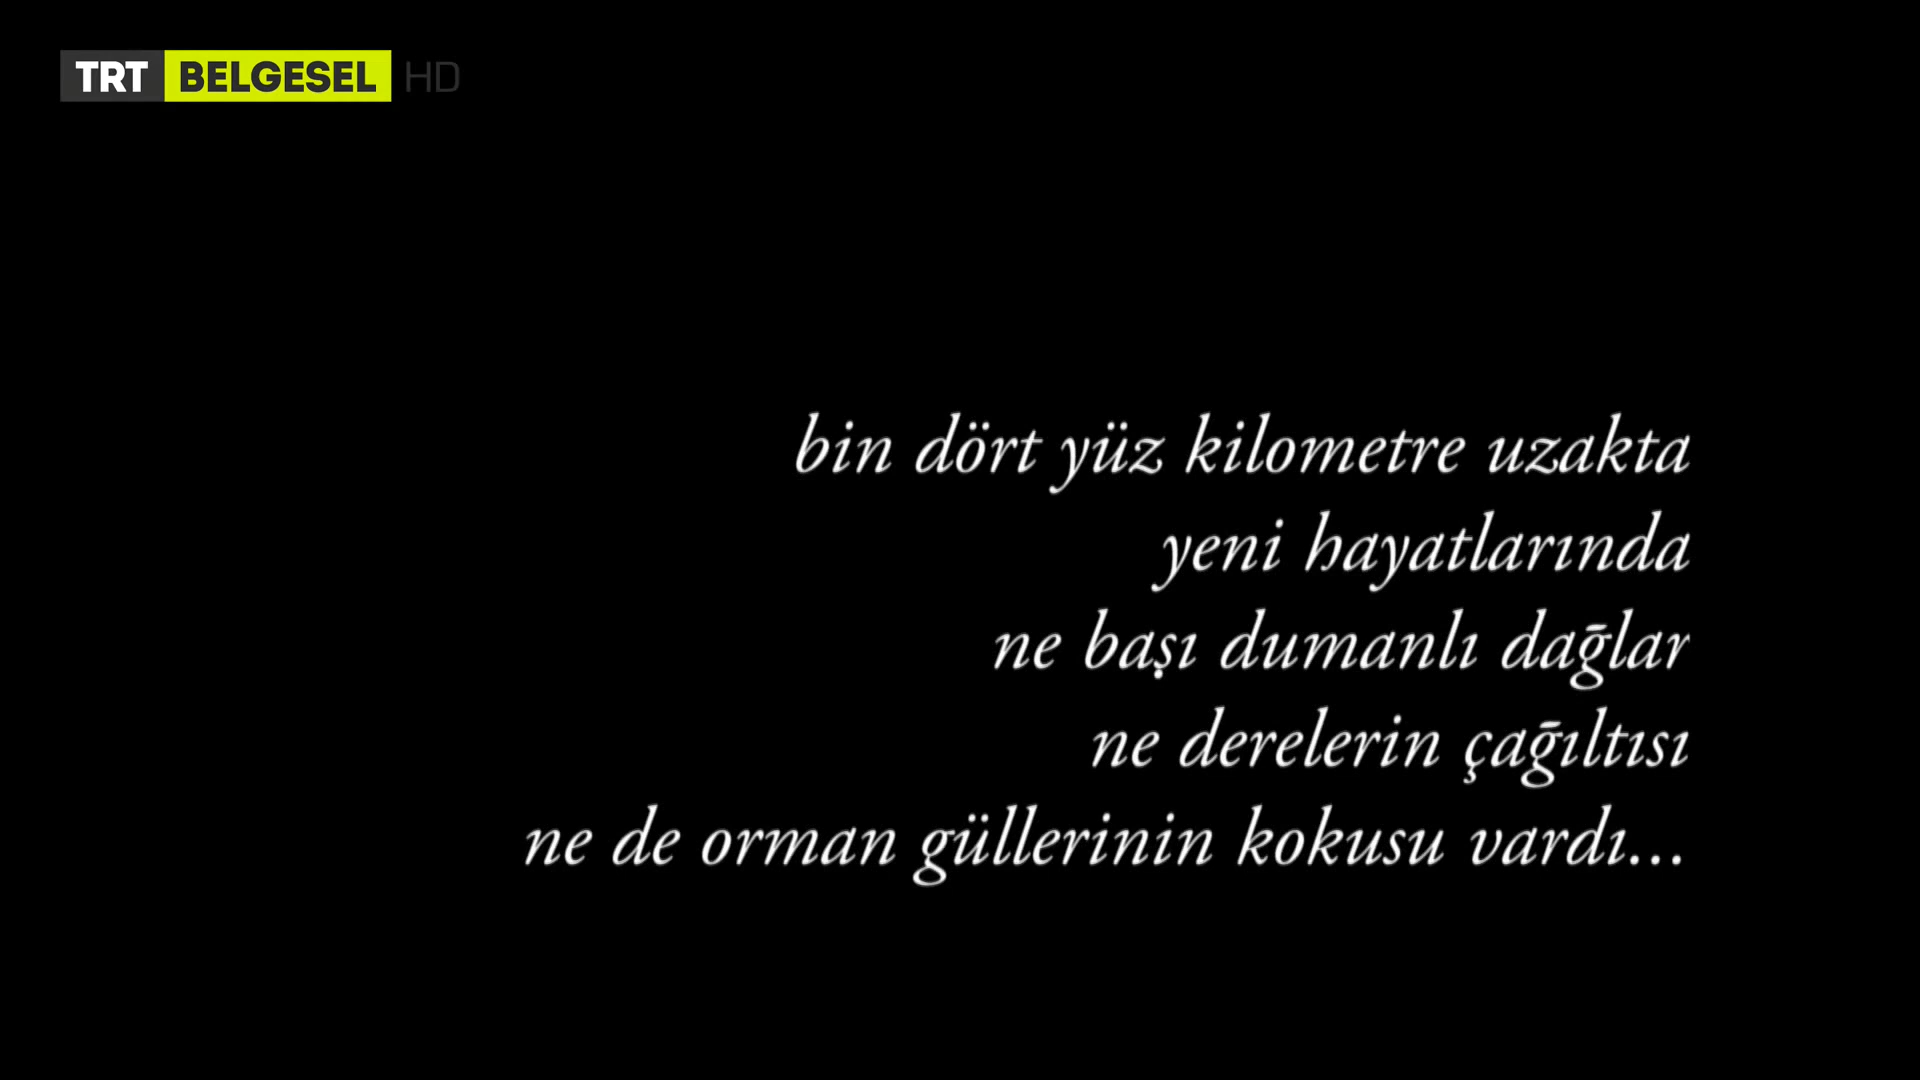 TRT BELGESEL HD
bin dört yüz kilometre uzakta
yeni hayatlarında
ne başı dumanlı dağlar
ne derelerin çağıltısı
ne de orman güllerinin kokusu vardı...